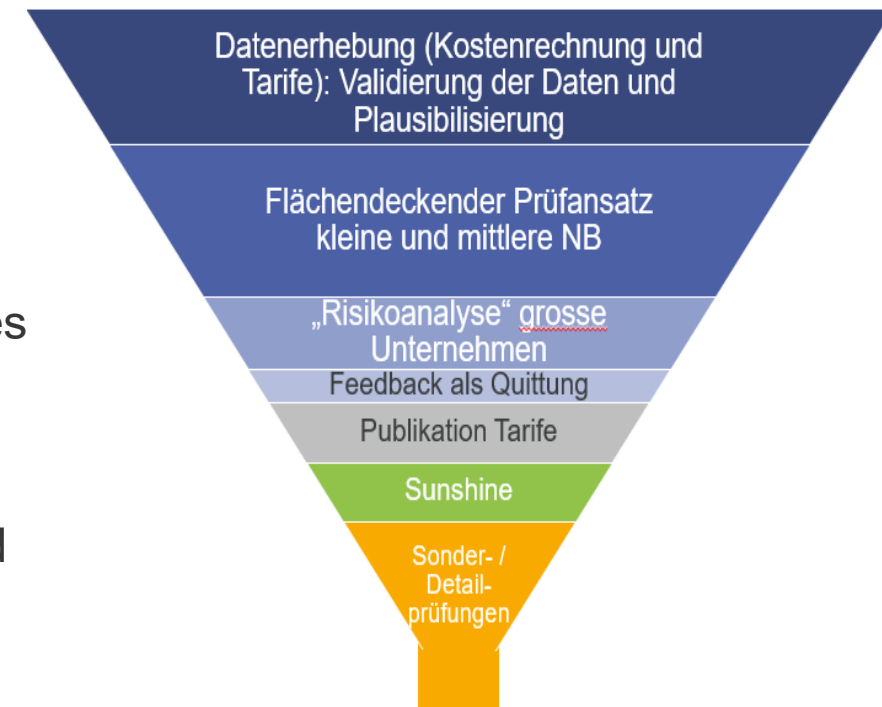 Datenerhebung (Kostenrechnung und
Tarife): Validierung der Daten und
Plausibilisierung
Flächendeckender Prüfansatz
kleine und mittlere NB
es
„Risikoanalyse“ grosse
Unternehmen
Feedback als Quittung
Publikation Tarife
Sunshine
Sonder- /
Detail-
prüfungen